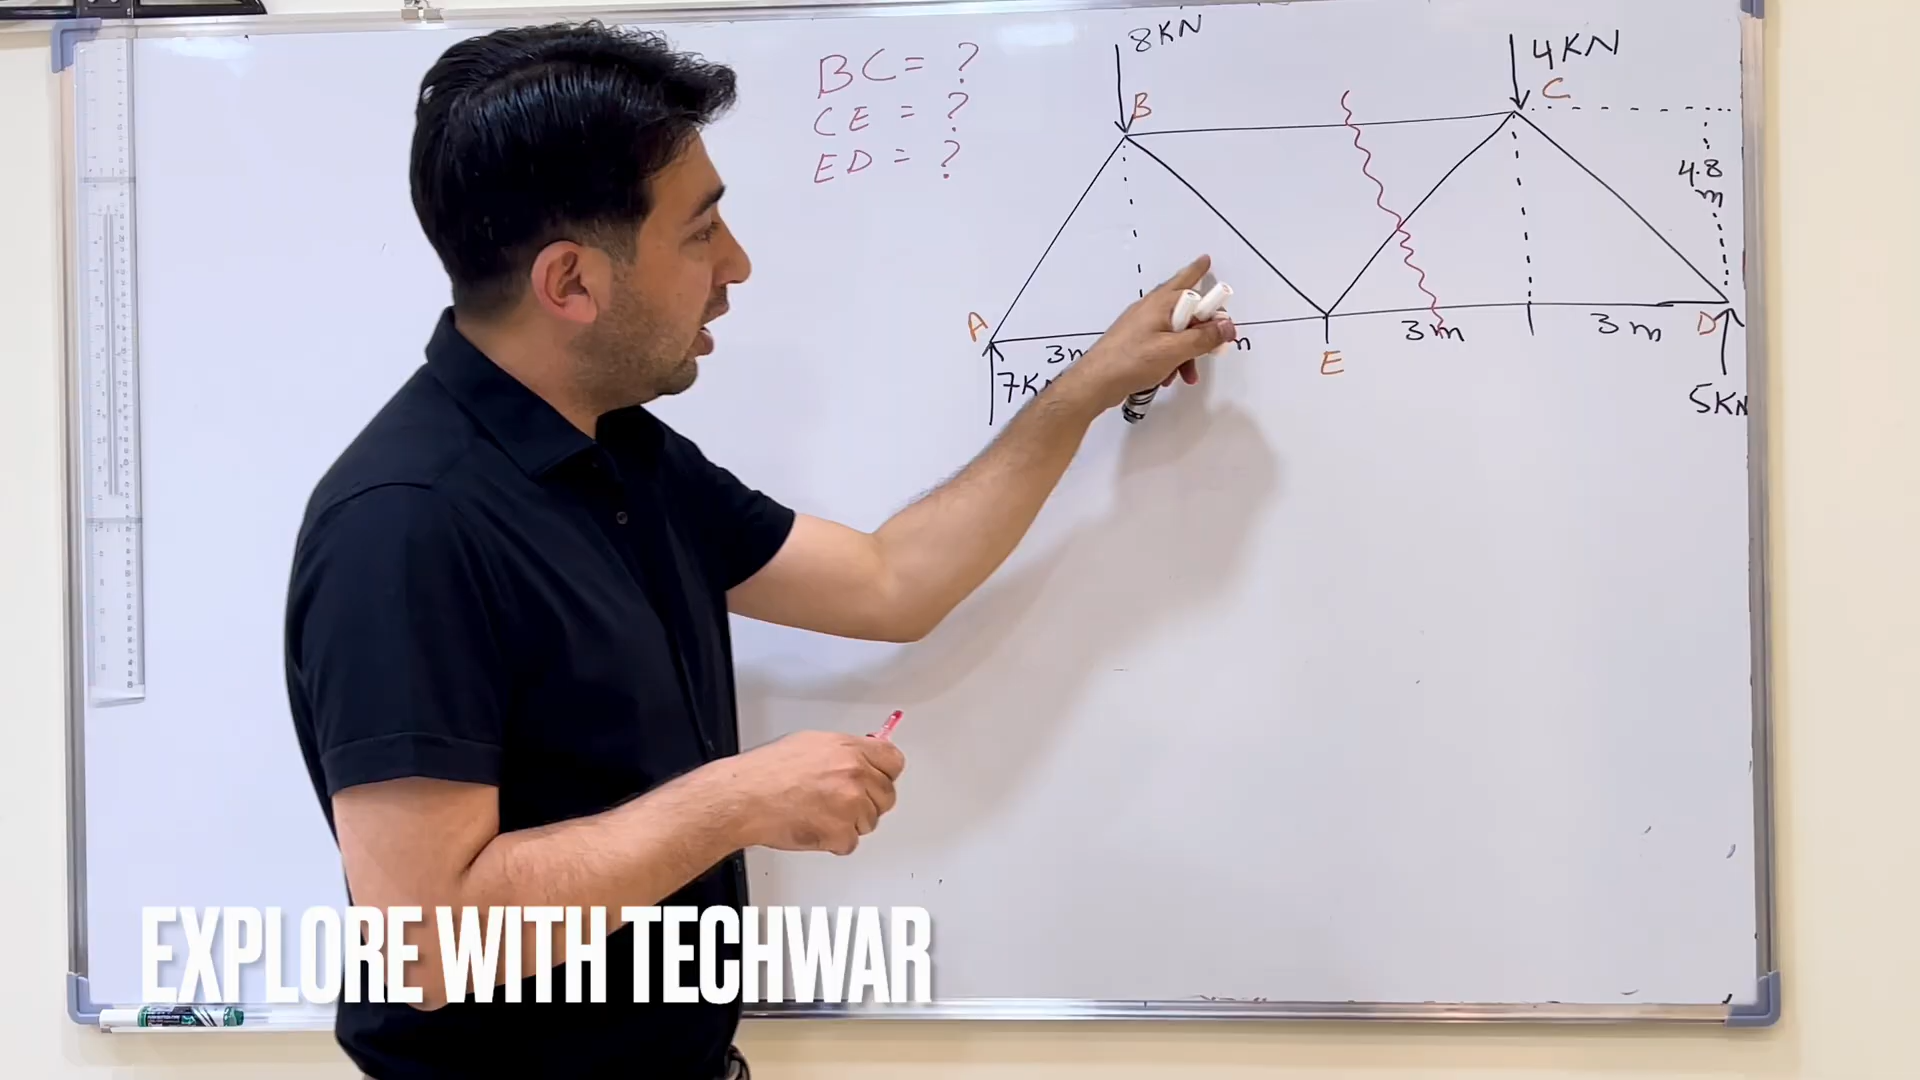 BC = ?
CE = ?
ED = ?
8KN
4KN
B
C
4.8
m
A
3m
3m
3m
D
E
5KN
EXPLORE WITH TECHWAR